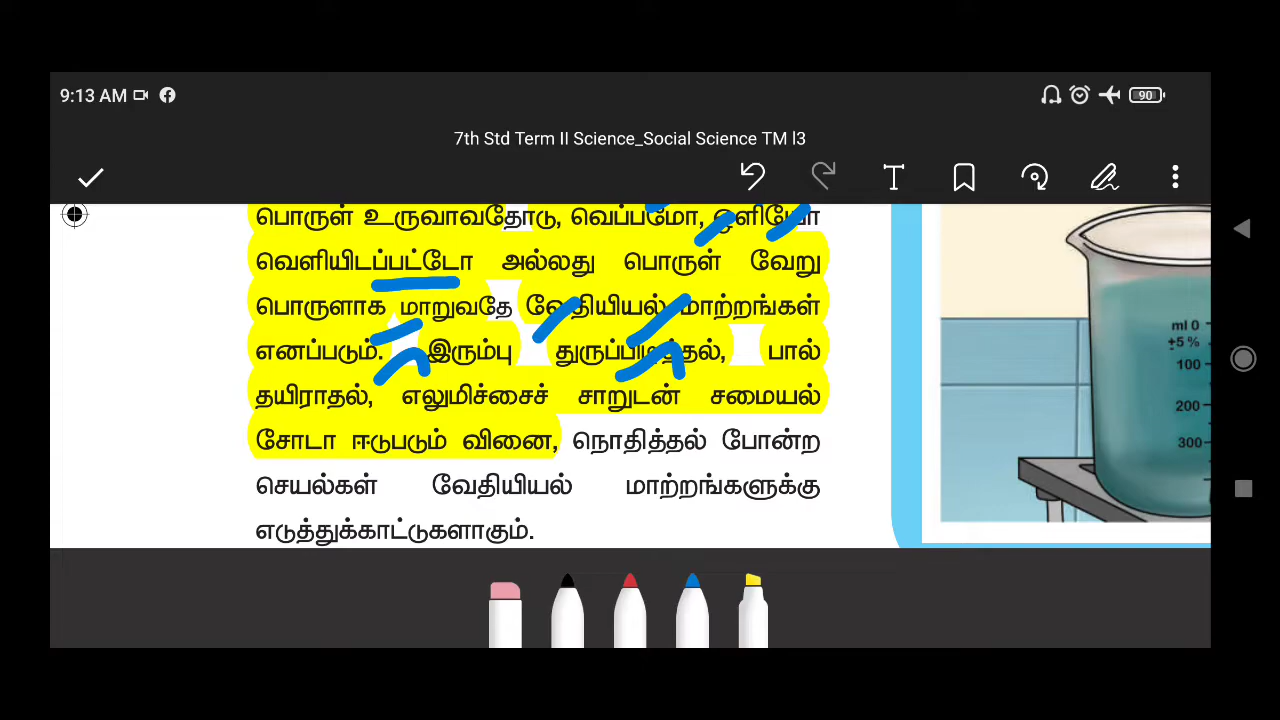 9:13 AM
90
7th Std Term II Science_Social Science TM l3
T
பொருள் உருவாவதோடு, வெப்பமோ, ஒளியோ
வெளியிடப்பட்டோ அல்லது பொருள் வேறு
பொருளாக மாறுவதே வேதியியல் மாற்றங்கள்
எனப்படும். இரும்பு துருப்பிடித்தல், பால்
தயிராதல், எலுமிச்சைச் சாறுடன் சமையல்
சோடா ஈடுபடும் வினை, நொதித்தல் போன்ற
செயல்கள் வேதியியல் மாற்றங்களுக்கு
எடுத்துக்காட்டுகளாகும்.
ml 0
±5 %
100
200
300